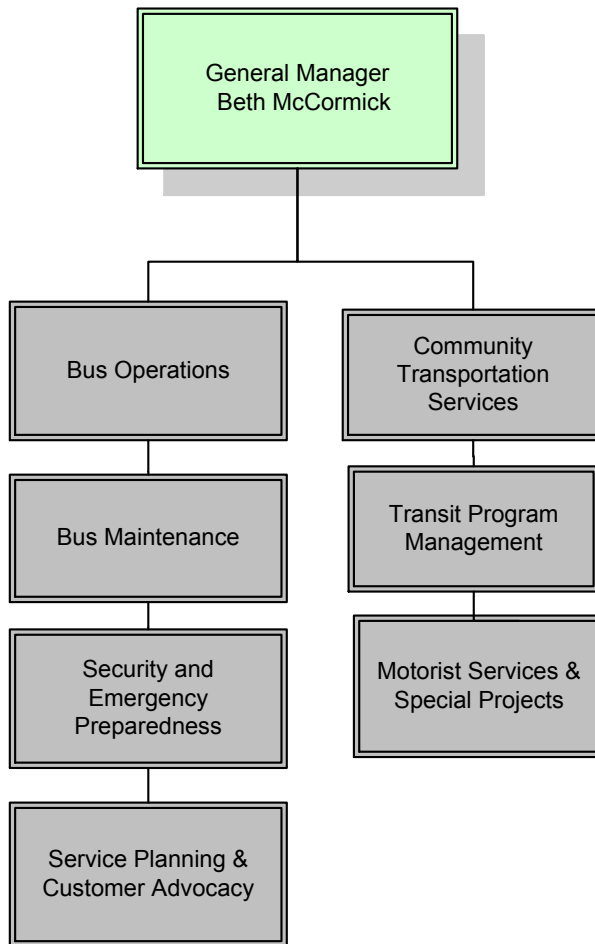 General Manager
Beth McCormick
Bus Operations
Bus Maintenance
Security and
Emergency
Preparedness
Service Planning &
Customer Advocacy
Community
Transportation
Services
Transit Program
Management
Motorist Services &
Special Projects